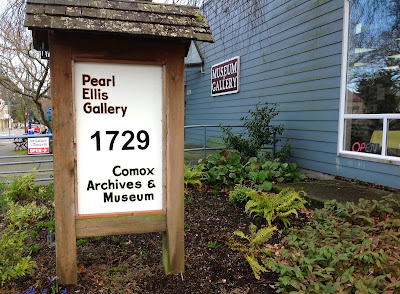 Pearl
Ellis
Gallery
1729
Comox
Archives &
Museum
MUSEUM
GALLERY
OPEN
OPEN